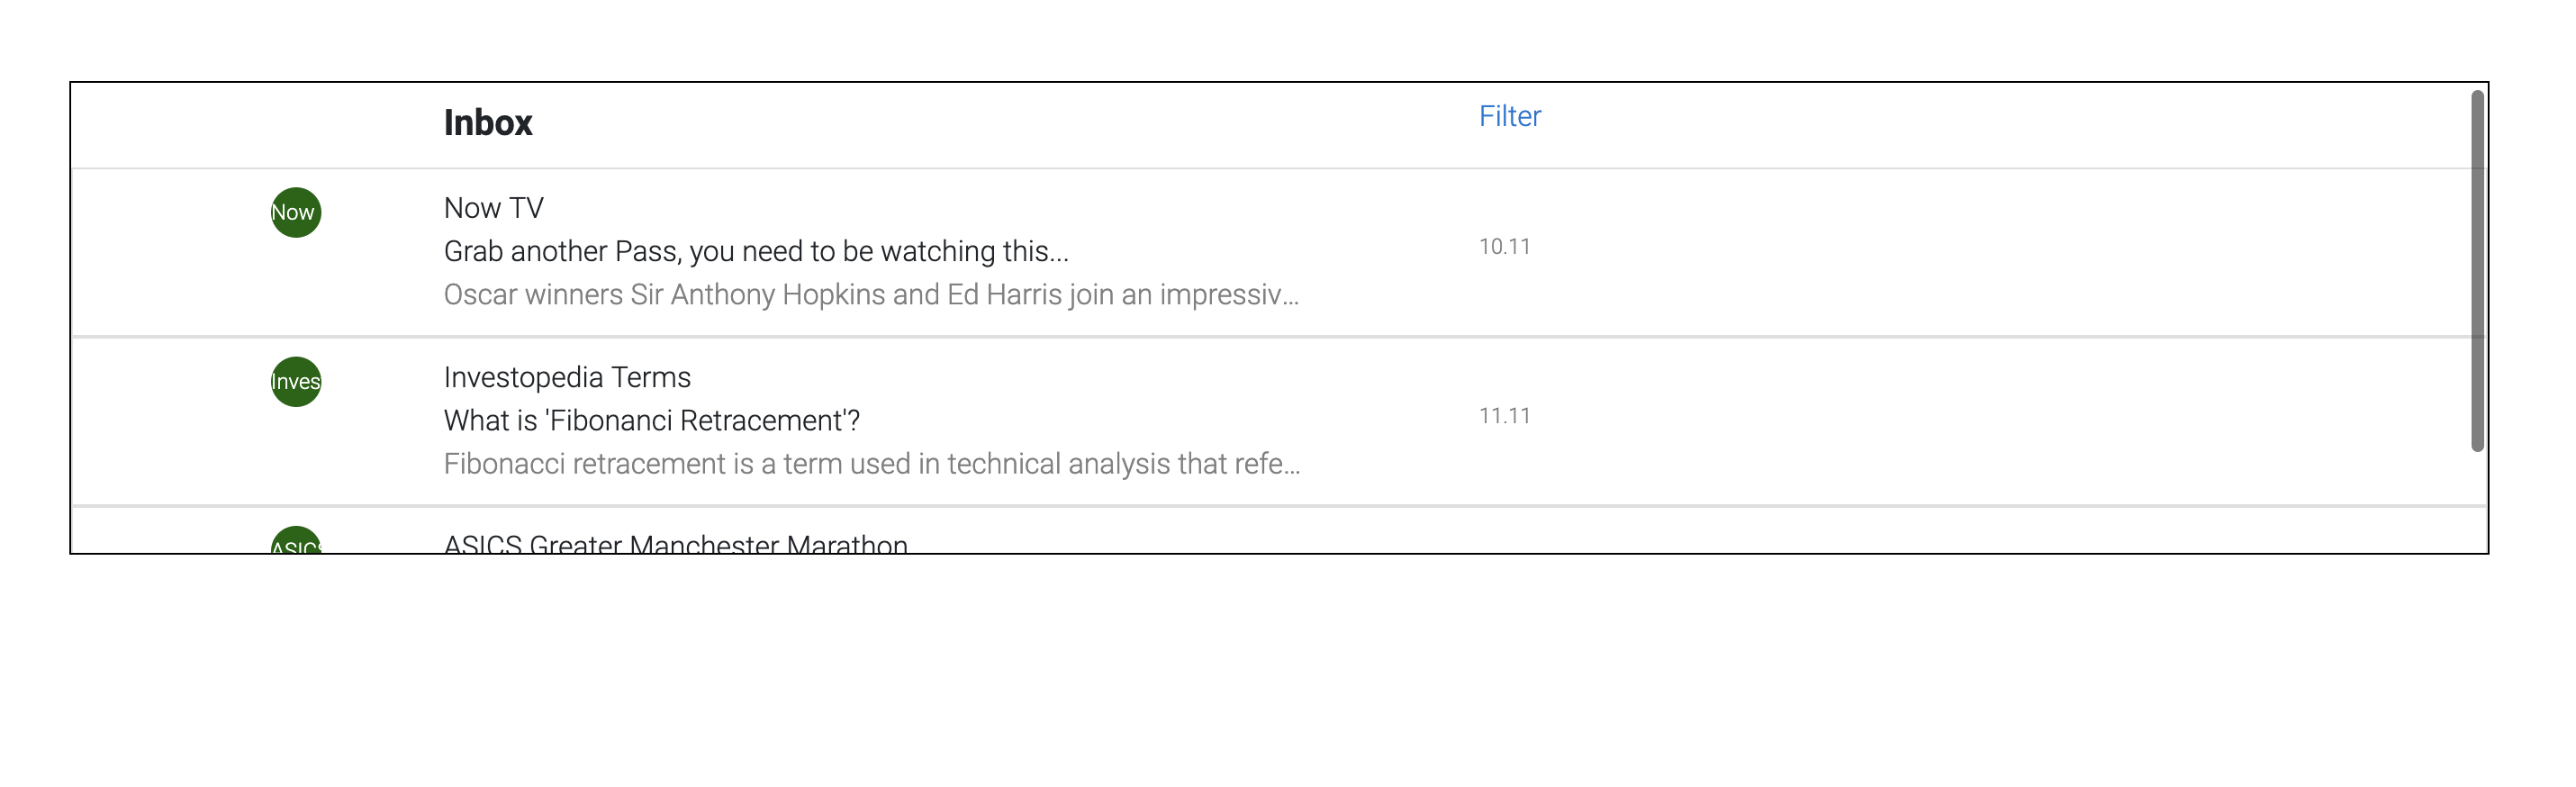 Inbox
Filter
Now
Now TV
Grab another Pass, you need to be watching this...
10.11
Oscar winners Sir Anthony Hopkins and Ed Harris join an impressiv...
Inves
Investopedia Terms
What is 'Fibonanci Retracement'?
11.11
Fibonacci retracement is a term used in technical analysis that refe...
ASICS
ASICS Greater Manchester Marathon